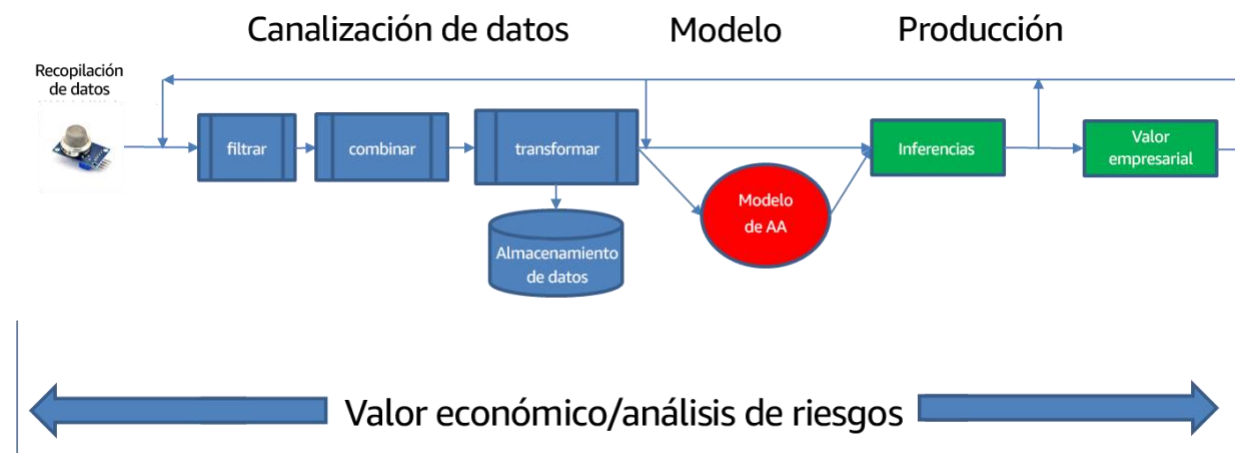 Canalización de datos
Modelo
Producción
Recopilación
de datos
filtrar
combinar
transformar
Inferencias
Valor
empresarial
Modelo
de AA
Almacenamiento
de datos
Valor económico/análisis de riesgos